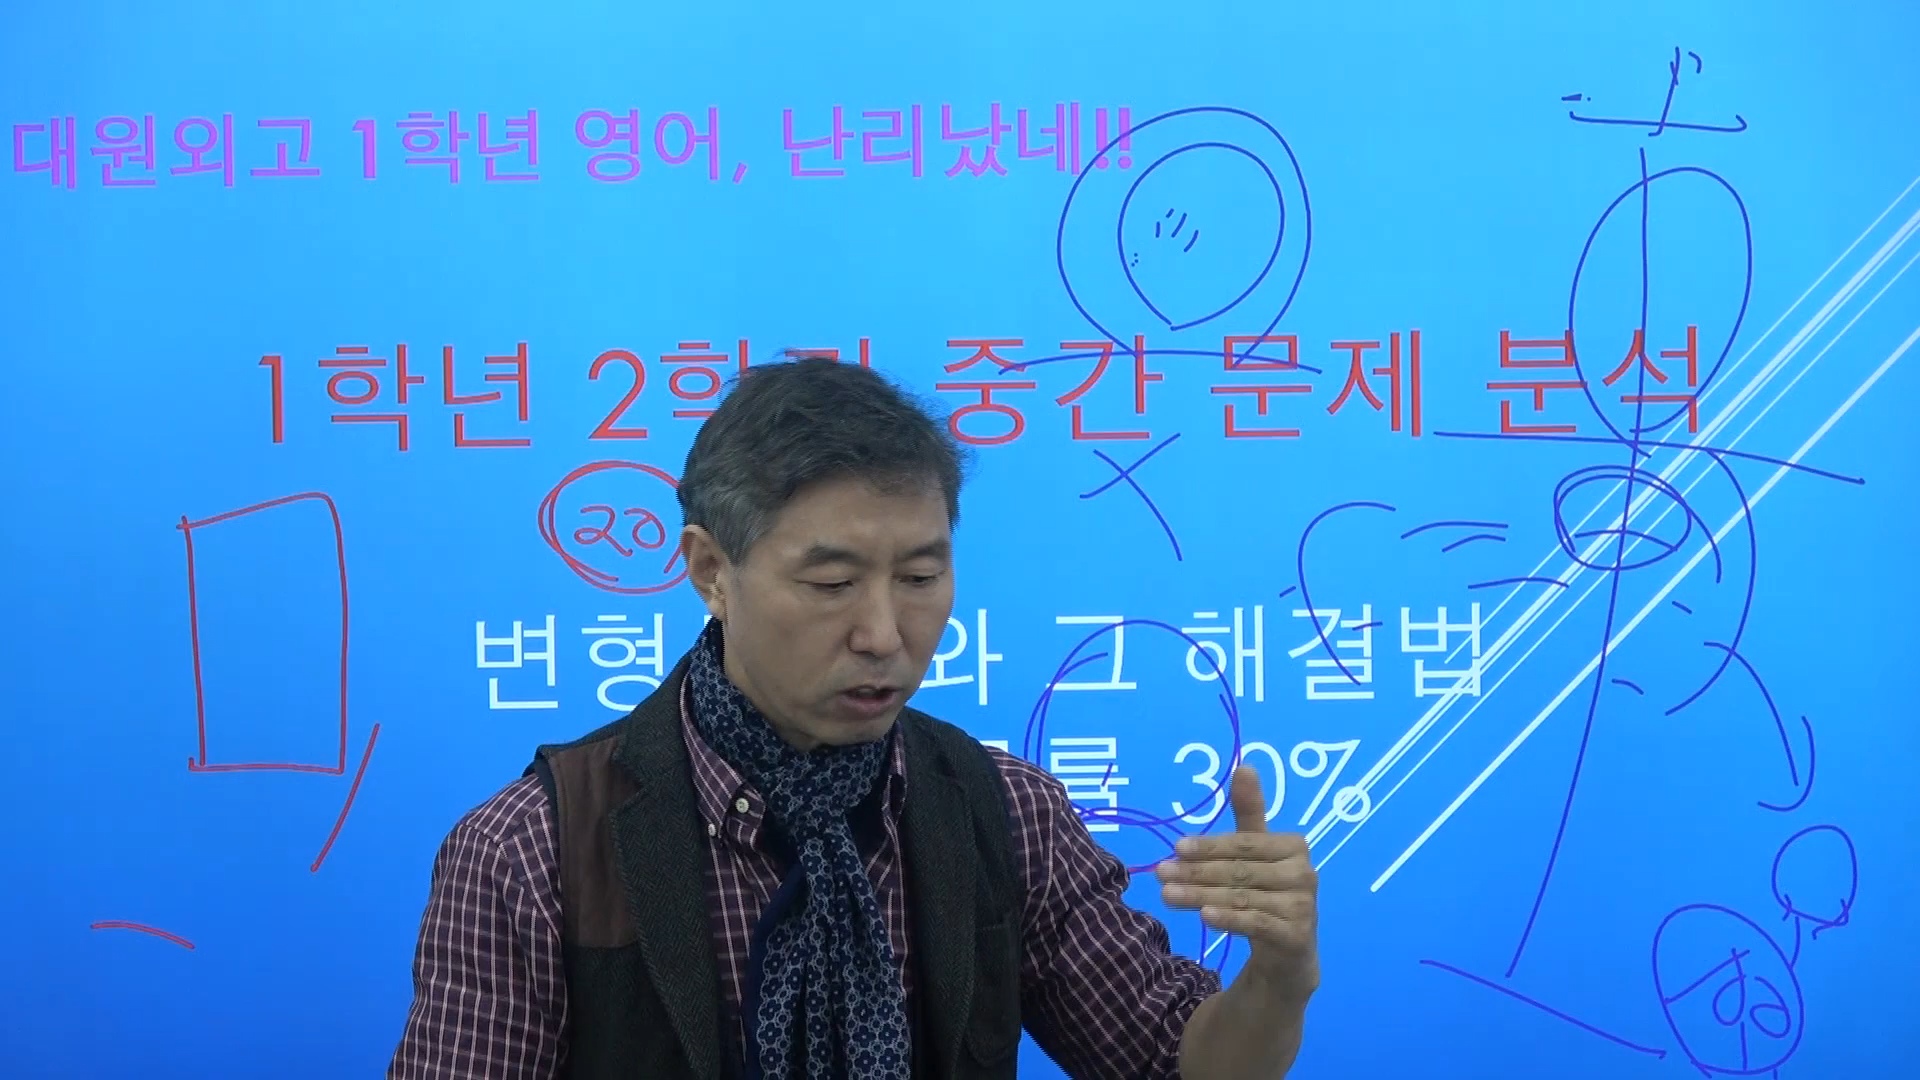 대원외고 1학년 영어, 난리났네!!
1학년 2학기 중간 문제 분석
20
변형 와 그 해결법
률 30%